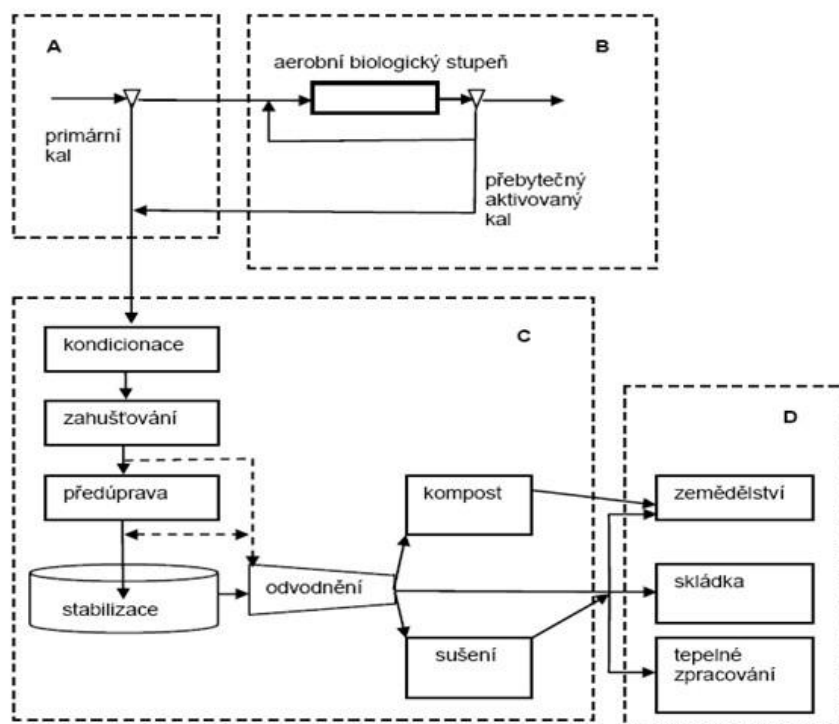 A
B
aerobní biologický stupeň
primární
kal
přebytečný
aktivovaný
kal
C
kondicionace
zahušťování
předúprava
stabilizace
odvodnění
kompost
sušení
D
zemědělství
skládka
tepelné
zpracování